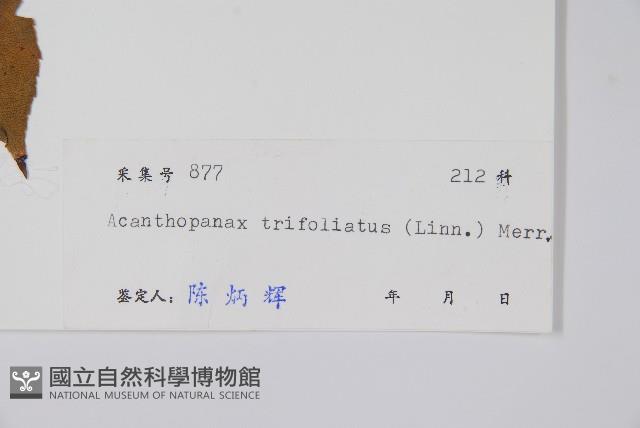 采集号 877 212 科
Acanthopanax trifoliatus (Linn.) Merr.
鉴定人: 陈炳辉 年 月 日
國立自然科學博物館
NATIONAL MUSEUM OF NATURAL SCIENCE